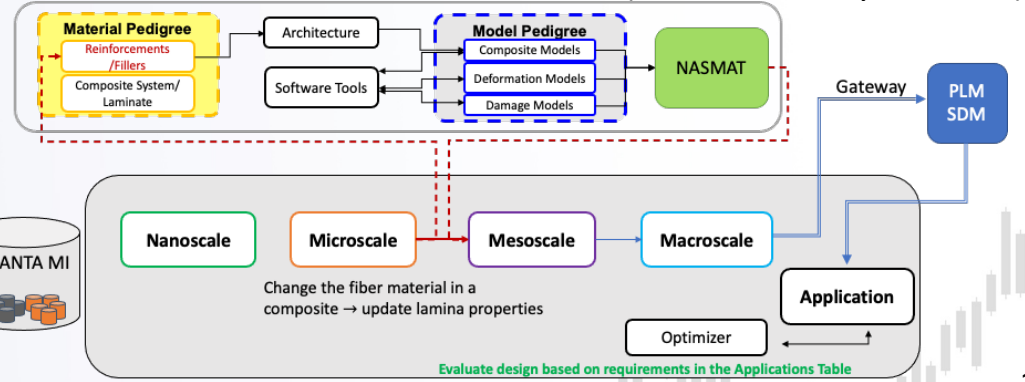 Material Pedigree
Reinforcements
/Fillers
Composite System/
Laminate
Architecture
Software Tools
Model Pedigree
Composite Models
Deformation Models
Damage Models
NASMAT
Gateway
PLM
SDM
ANTA MI
Nanoscale
Microscale
Mesoscale
Macroscale
Change the fiber material in a
composite → update lamina properties
Application
Optimizer
Evaluate design based on requirements in the Applications Table